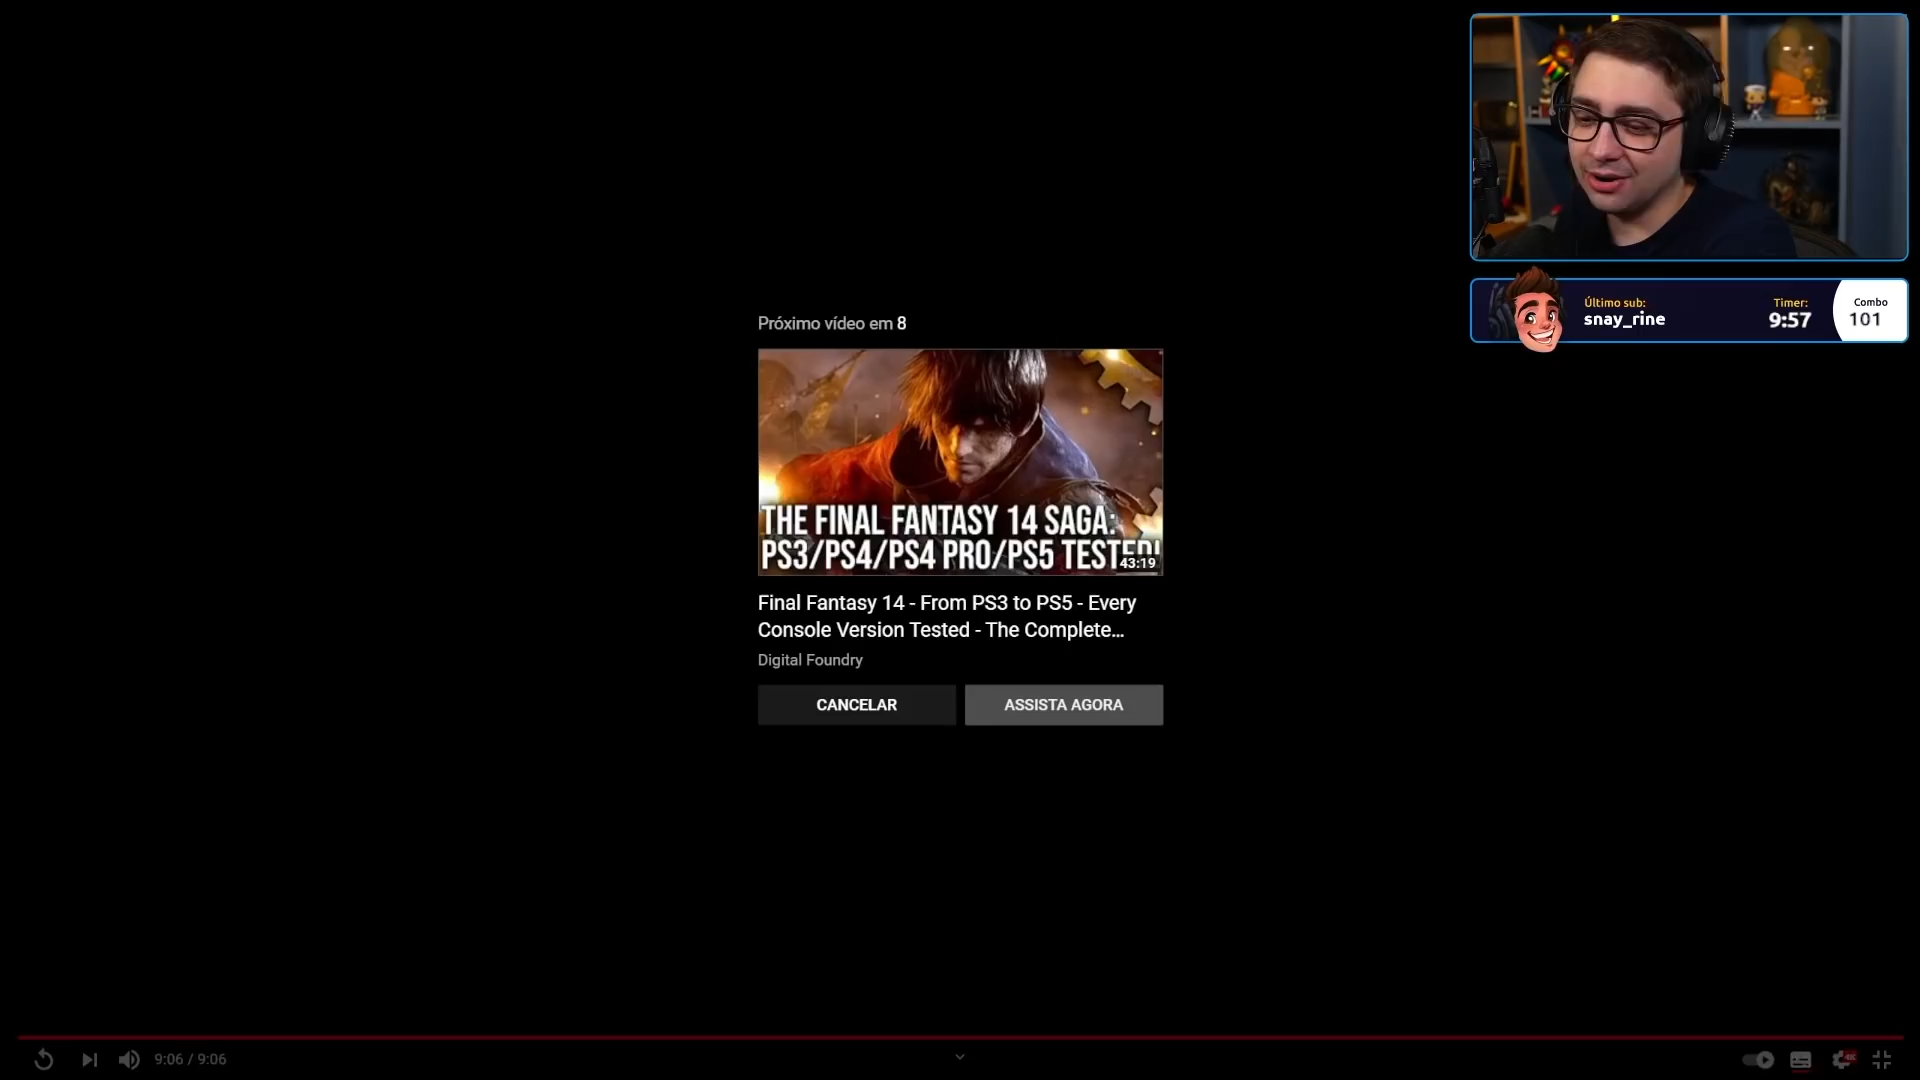 Próximo vídeo em 8
THE FINAL FANTASY 14 SAGA:
PS3/PS4/PS4 PRO/PS5 TESTED!
43:19
Final Fantasy 14 - From PS3 to PS5 - Every
Console Version Tested - The Complete...
Digital Foundry
CANCELAR
ASSISTA AGORA
Último sub:
snay_rine
Timer:
9:57
Combo
101
9:06 / 9:06
4K